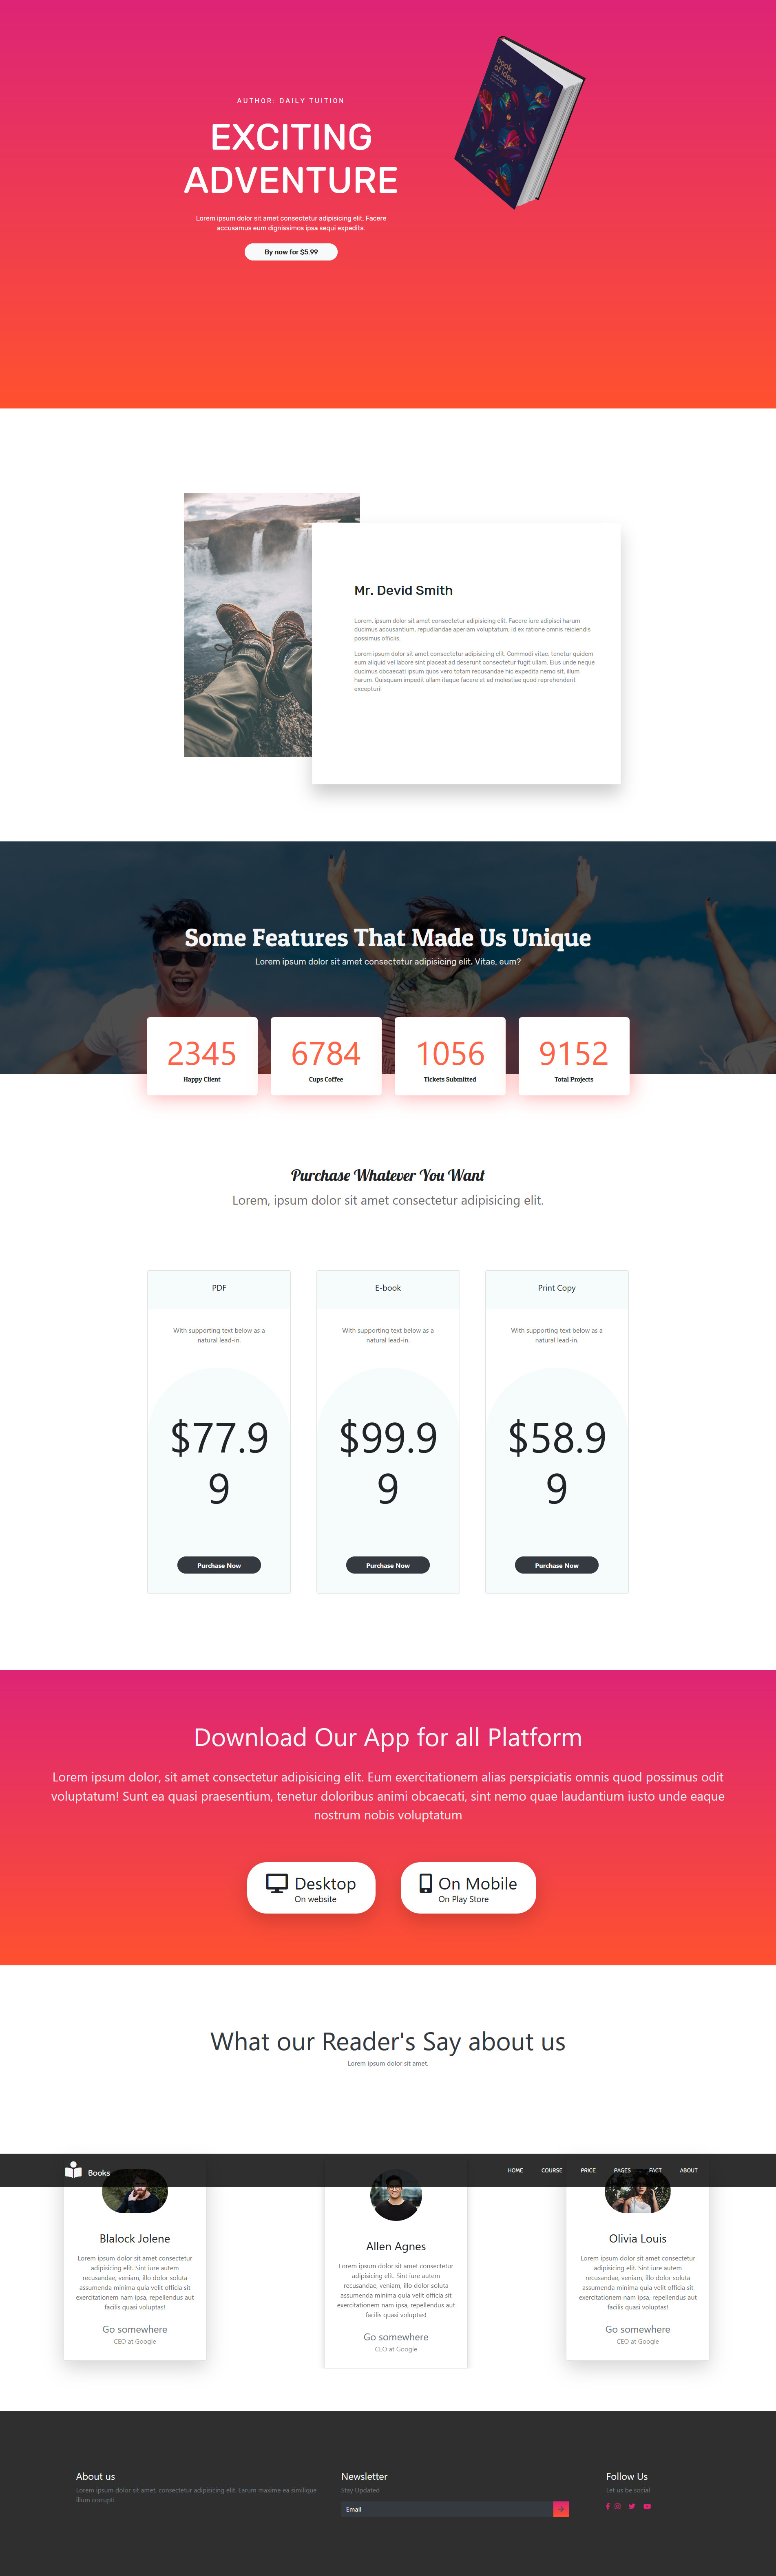 AUTHOR: DAILY TUITION
EXCITING
ADVENTURE
Lorem ipsum dolor sit amet consectetur adipisicing elit. Facere
accusamus eum dignissimos ipsa sequi expedita.
By now for $5.99
book
of ideas
Mr. Devid Smith
Lorem, ipsum dolor sit amet consectetur adipisicing elit. Facere iure adipisci harum
ducimus accusantium, repudiandae aperiam voluptatum, id ex ratione omnis reiciendis
possimus officiis.
Lorem ipsum dolor sit amet consectetur adipisicing elit. Commodi vitae, tenetur quidem
eum aliquid vel labore sint placeat ad deserunt consectetur fugit ullam. Eius unde neque
ducimus obcaecati ipsum quos vero totam recusandae hic expedita nemo sit, illum
harum. Quisquam impedit ullam itaque facere et ad molestiae quod reprehenderit
excepturi!
Some Features That Made Us Unique
Lorem ipsum dolor sit amet consectetur adipisicing elit. Vitae, eum?
2345
Happy Client
6784
Cups Coffee
1056
Tickets Submitted
9152
Total Projects
Purchase Whatever You Want
Lorem, ipsum dolor sit amet consectetur adipisicing elit.
PDF
With supporting text below as a
natural lead-in.
$77.9
9
Purchase Now
E-book
With supporting text below as a
natural lead-in.
$99.9
9
Purchase Now
Print Copy
With supporting text below as a
natural lead-in.
$58.9
9
Purchase Now
Download Our App for all Platform
Lorem ipsum dolor, sit amet consectetur adipisicing elit. Eum exercitationem alias perspiciatis omnis quod possimus odit
voluptatum! Sunt ea quasi praesentium, tenetur doloribus animi obcaecati, sint nemo quae laudantium iusto unde eaque
nostrum nobis voluptatum
Desktop
On website
On Mobile
On Play Store
What our Reader's Say about us
Lorem ipsum dolor sit amet.
Books
HOME COURSE PRICE PAGES FACT ABOUT
Blalock Jolene
Lorem ipsum dolor sit amet consectetur
adipisicing elit. Sit iure autem
recusandae, veniam, illo dolor soluta
assumenda minima quia velit officia sit
exercitationem nam ipsa, repellendus aut
facilis quasi voluptas!
Go somewhere
CEO at Google
Allen Agnes
Lorem ipsum dolor sit amet consectetur
adipisicing elit. Sit iure autem
recusandae, veniam, illo dolor soluta
assumenda minima quia velit officia sit
exercitationem nam ipsa, repellendus aut
facilis quasi voluptas!
Go somewhere
CEO at Google
Olivia Louis
Lorem ipsum dolor sit amet consectetur
adipisicing elit. Sit iure autem
recusandae, veniam, illo dolor soluta
assumenda minima quia velit officia sit
exercitationem nam ipsa, repellendus aut
facilis quasi voluptas!
Go somewhere
CEO at Google
About us
Lorem ipsum dolor sit amet, consectetur adipisicing elit. Earum maxime ea similique
illum corrupti
Newsletter
Stay Updated
Email
Follow Us
Let us be social